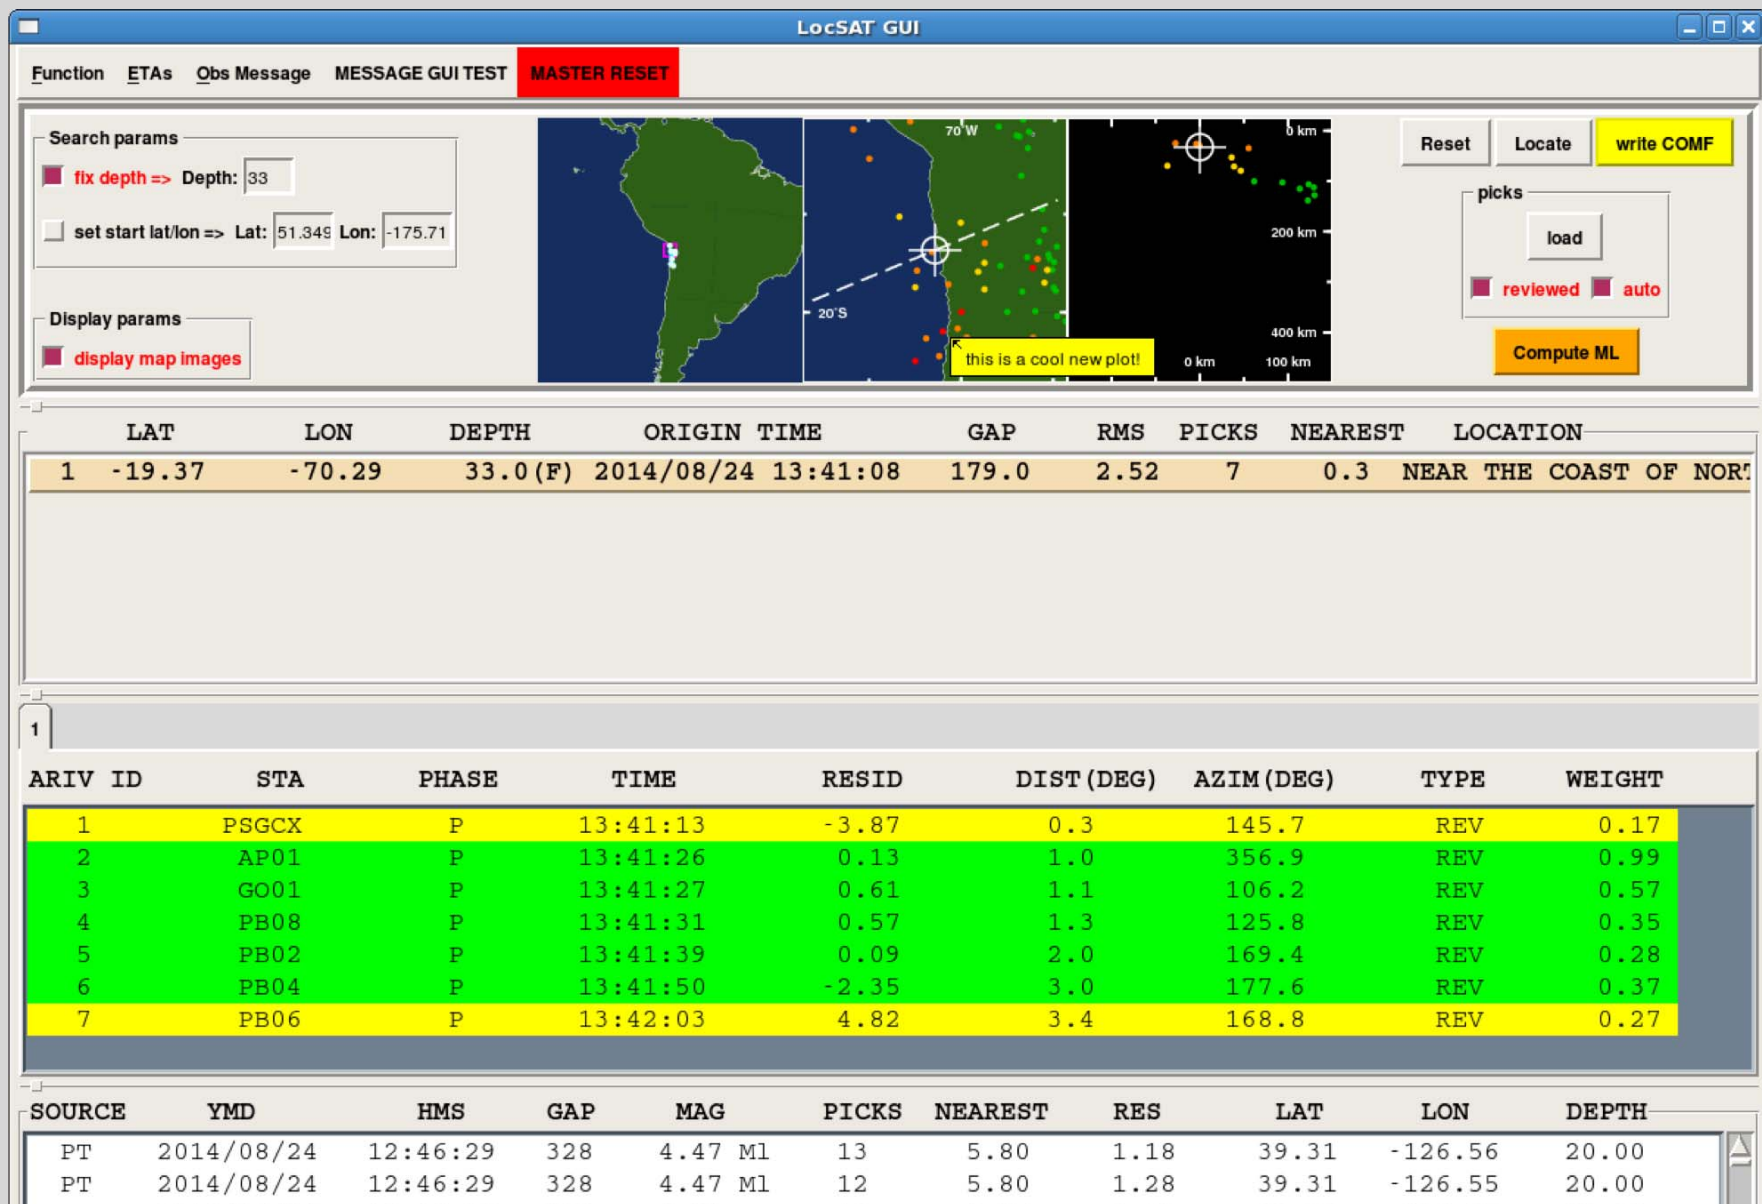 LocSAT GUI
Function ETAs Obs Message MESSAGE GUI TEST MASTER RESET
Search params
fix depth => Depth: 33
set start lat/lon => Lat: 51.349 Lon: -175.71
Display params
display map images
70°W
20°S
this is a cool new plot!
0 km
200 km
400 km
0 km 100 km
Reset Locate write COMF
picks
load
reviewed auto
Compute ML
LAT LON DEPTH ORIGIN TIME GAP RMS PICKS NEAREST LOCATION
1 -19.37 -70.29 33.0(F) 2014/08/24 13:41:08 179.0 2.52 7 0.3 NEAR THE COAST OF NOR
1
ARIV ID STA PHASE TIME RESID DIST(DEG) AZIM(DEG) TYPE WEIGHT
1 PSGCX P 13:41:13 -3.87 0.3 145.7 REV 0.17
2 AP01 P 13:41:26 0.13 1.0 356.9 REV 0.99
3 GO01 P 13:41:27 0.61 1.1 106.2 REV 0.57
4 PB08 P 13:41:31 0.57 1.3 125.8 REV 0.35
5 PB02 P 13:41:39 0.09 2.0 169.4 REV 0.28
6 PB04 P 13:41:50 -2.35 3.0 177.6 REV 0.37
7 PB06 P 13:42:03 4.82 3.4 168.8 REV 0.27
SOURCE YMD HMS GAP MAG PICKS NEAREST RES LAT LON DEPTH
PT 2014/08/24 12:46:29 328 4.47 Ml 13 5.80 1.18 39.31 -126.56 20.00
PT 2014/08/24 12:46:29 328 4.47 Ml 12 5.80 1.28 39.31 -126.55 20.00